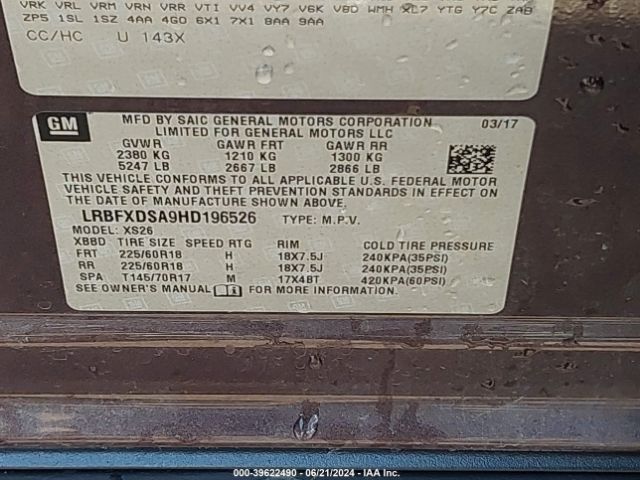 VRK VRL VRM VRN VRR VTI VV4 VY7 V6K V8D WMH XL7 YTG Y7C ZAB
ZP5 1SL 1SZ 4AA 4GO 6X1 7X1 8AA 9AA
CC/HC U 143X
GM
MFD BY SAIC GENERAL MOTORS CORPORATION
LIMITED FOR GENERAL MOTORS LLC
03/17
GVWR GAWR FRT GAWR RR
2380 KG 1210 KG 1300 KG
5247 LB 2667 LB 2866 LB
THIS VEHICLE CONFORMS TO ALL APPLICABLE U.S. FEDERAL MOTOR
VEHICLE SAFETY AND THEFT PREVENTION STANDARDS IN EFFECT ON
THE DATE OF MANUFACTURE SHOWN ABOVE.
LRBFXDSA9HD196526 TYPE: M.P.V.
MODEL: XS26
XBBD TIRE SIZE SPEED RTG RIM COLD TIRE PRESSURE
FRT 225/60R18 H 18X7.5J 240KPA(35PSI)
RR 225/60R18 H 18X7.5J 240KPA(35PSI)
SPA T145/70R17 M 17X4BT 420KPA(60PSI)
SEE OWNER'S MANUAL FOR MORE INFORMATION.
000-39622490 - 06/21/2024 - IAA Inc.